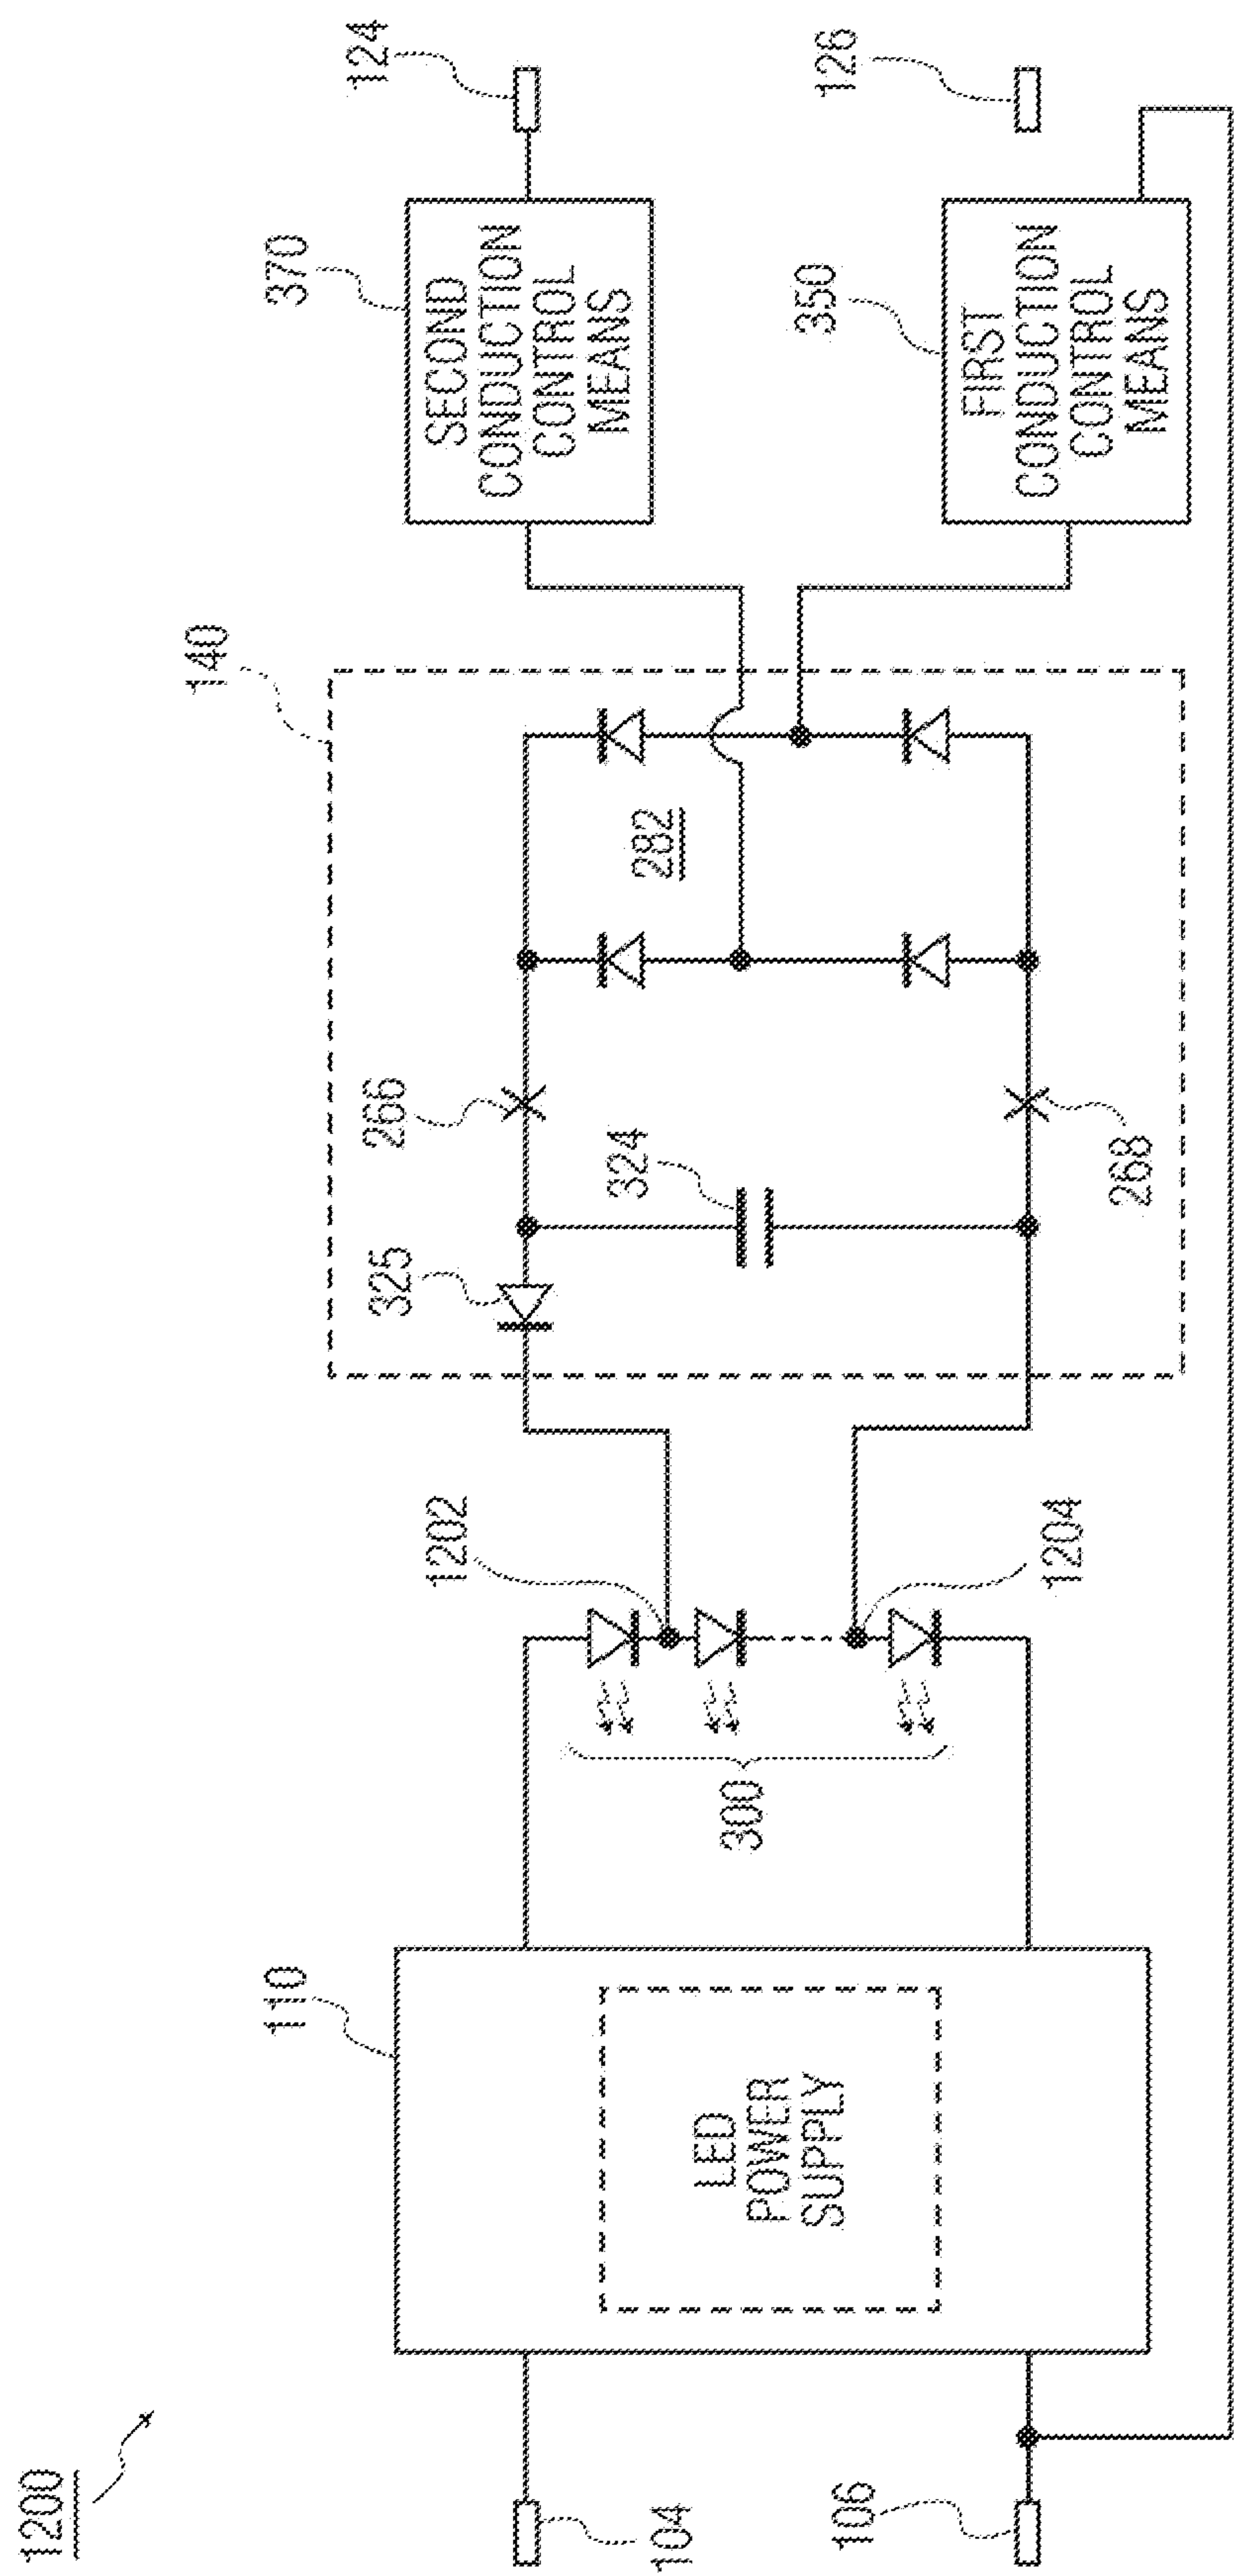 1200
104
106
110
LED
POWER
SUPPLY
300
1202
1204
140
325
324
266
268
282
370
SECOND
CONDUCTION
CONTROL
MEANS
350
FIRST
CONDUCTION
CONTROL
MEANS
124
126